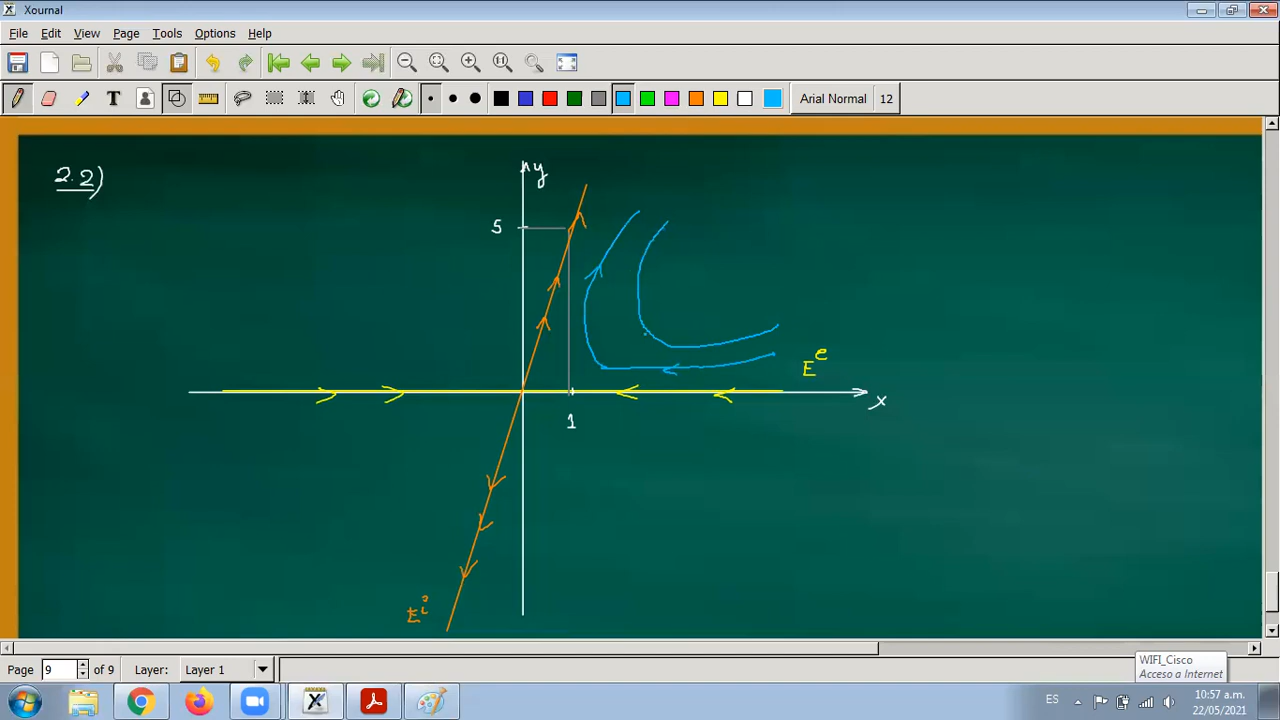 Xournal
File Edit View Page Tools Options Help
Arial Normal 12
2.2)
y
5
E^e
x
1
E^i
Page 9 of 9 Layer: Layer 1
WIFI_Cisco
Acceso a Internet
ES
10:57 a.m.
22/05/2021